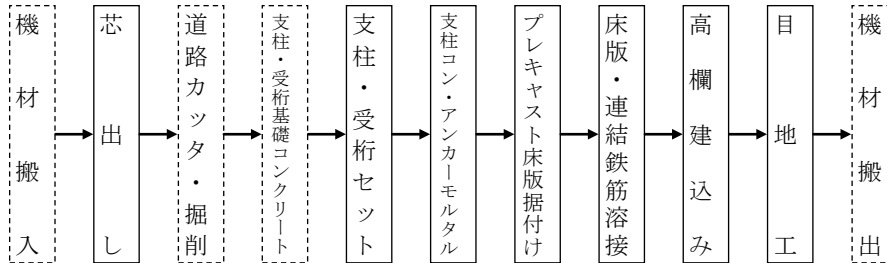 機材搬入
芯出し
道路カッタ・掘削
支柱・受桁基礎コンクリート
支柱・受桁セット
支柱コン・アンカーモルタル
プレキャスト床版据付け
床版・連結鉄筋溶接
高欄建込み
目地工
機材搬出